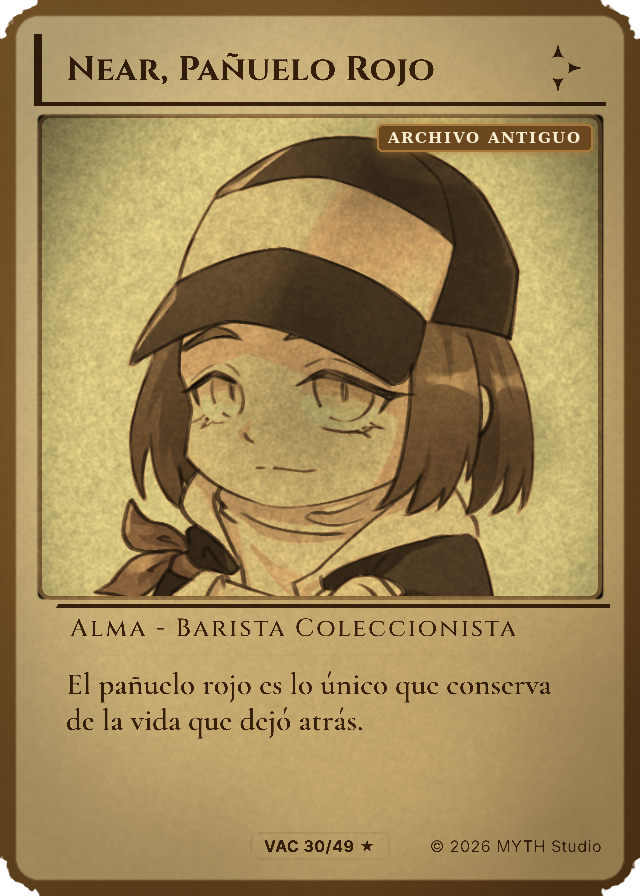 Near, Pañuelo Rojo
ARCHIVO ANTIGUO
Alma - Barista Coleccionista
El pañuelo rojo es lo único que conserva
de la vida que dejó atrás.
VAC 30/49 ★
© 2026 MYTH Studio